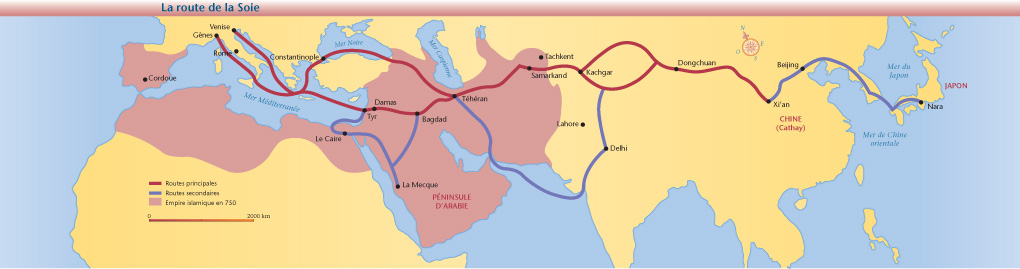 La route de la Soie
Venise
Gênes
Rome
Constantinople
Mer Noire
Mer Caspienne
Cordoue
Mer Méditerranée
Damas
Tyr
Le Caire
Bagdad
Téhéran
La Mecque
PÉNINSULE
D'ARABIE
Tachkent
Samarkand
Kachgar
Lahore
Delhi
Dongchuan
Beijing
Xi'an
CHINE
(Cathay)
Mer du
Japon
JAPON
Nara
Mer de Chine
orientale
N
O
E
S
Routes principales
Routes secondaires
Empire islamique en 750
0 2000 km